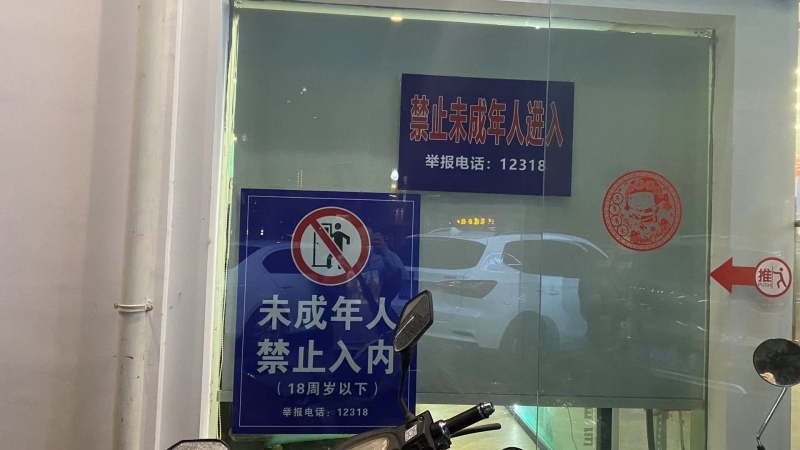 禁止未成年人进入
举报电话：12318
未成年人
禁止入内
（18周岁以下）
举报电话：12318
推